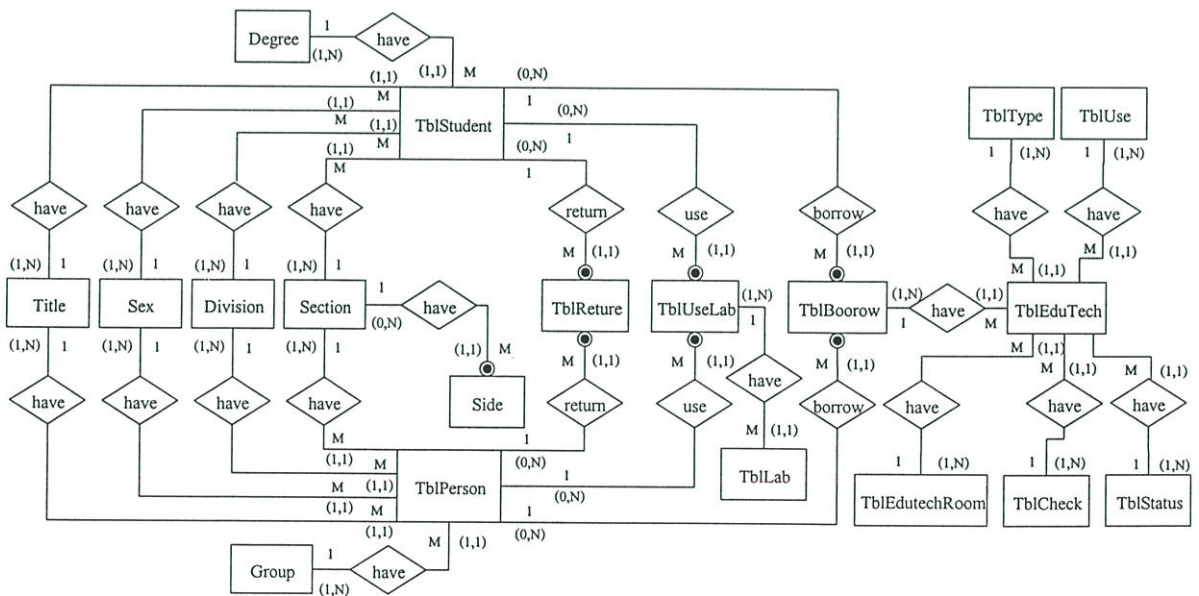 Degree 1 (1,N) have
(1,1) (1,1) M (0,N)
M 1
(1,1) (0,N)
M TblStudent 1
(1,1)
M
(1,1) (0,N)
M 1
TblType TblUse
1 (1,N) 1 (1,N)
have have have have return use borrow have have
M (1,1) M (1,1) M (1,1) M (1,1) M (1,1)
(1,N) 1 (1,N) 1 (1,N) 1 (1,N) 1
Title Sex Division Section 1 (0,N) have TblReture TblUseLab (1,N) 1 TblBoorow (1,N) 1 have (1,1) M TblEduTech
(1,N) 1 (1,N) 1 (1,N) 1 (1,N) 1 (1,1) M (1,1) M (1,1) M (1,1) M (1,1) M (1,1) M (1,1)
have have have have Side return use have borrow have have have
M (1,1)
M 1
(1,1) (0,N)
M TblPerson 1
(1,1) (0,N)
M 1
(1,1) (0,N)
M
(1,1)
M (1,1)
TblLab
1 (1,N) 1 (1,N) 1 (1,N)
TblEdutechRoom TblCheck TblStatus
M (1,1)
Group 1 (1,N) have